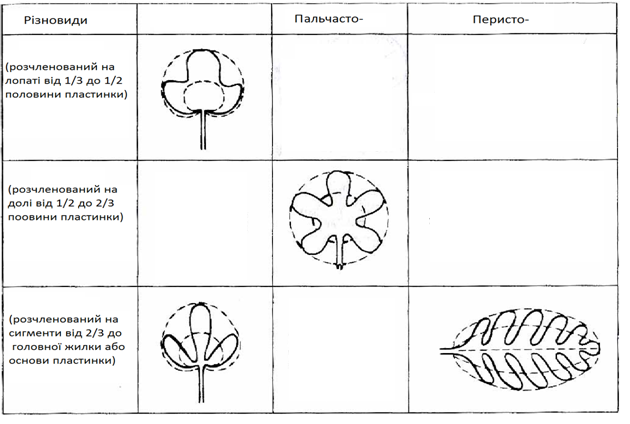 Різновиди
Пальчасто-
Перисто-
(розчленований на
лопаті від 1/3 до 1/2
половини пластинки)
(розчленований на
долі від 1/2 до 2/3
поовини пластинки)
(розчленований на
сигменти від 2/3 до
головної жилки або
основи пластинки)